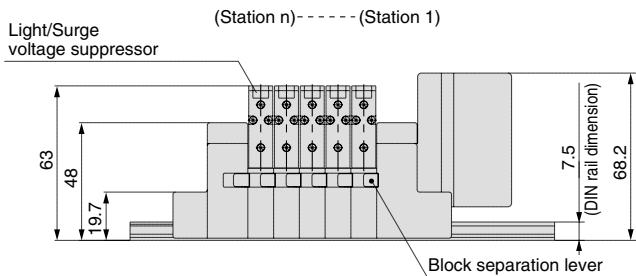 (Station n)------(Station 1)
Light/Surge
voltage suppressor
63
48
19.7
7.5
(DIN rail dimension)
68.2
Block separation lever